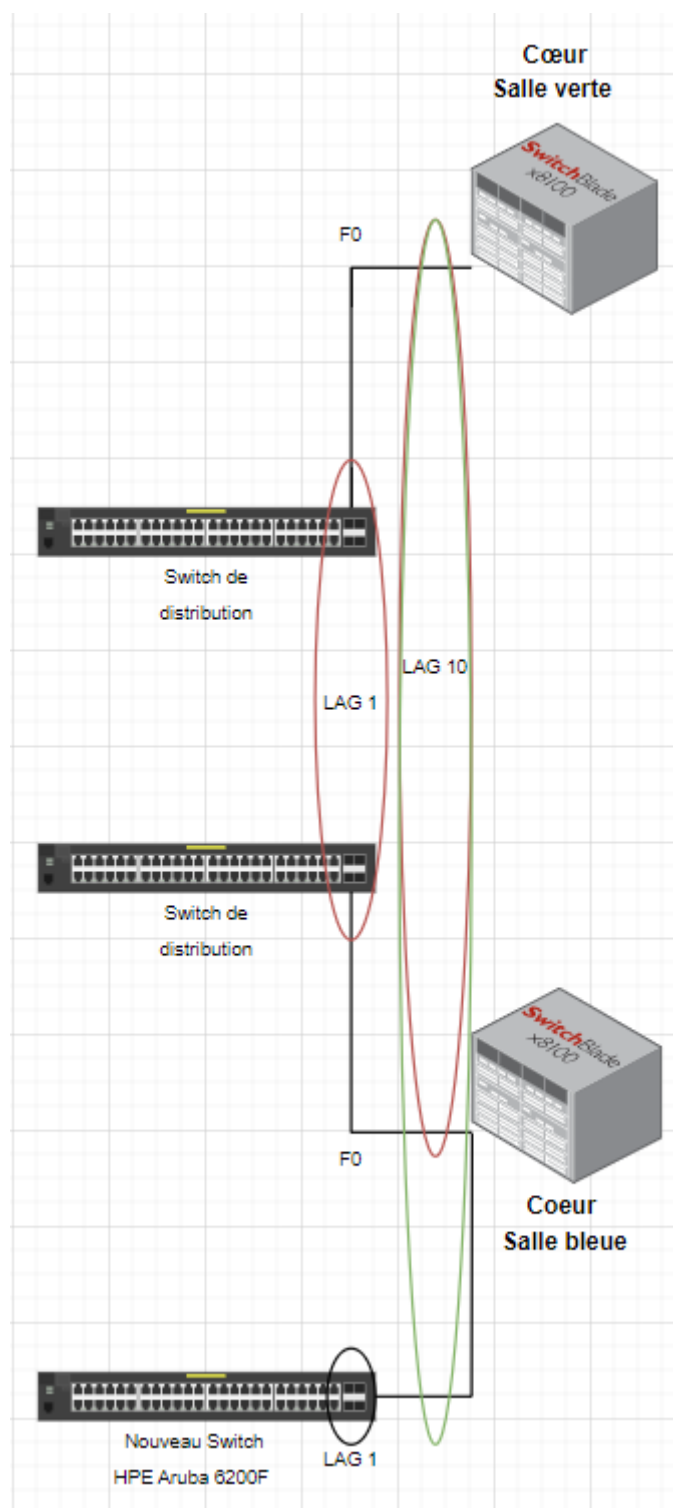 Cœur
Salle verte
SwitchBlade
x8100
F0
Switch de
distribution
LAG 10
LAG 1
Switch de
distribution
SwitchBlade
x8100
F0
Coeur
Salle bleue
Nouveau Switch
HPE Aruba 6200F
LAG 1